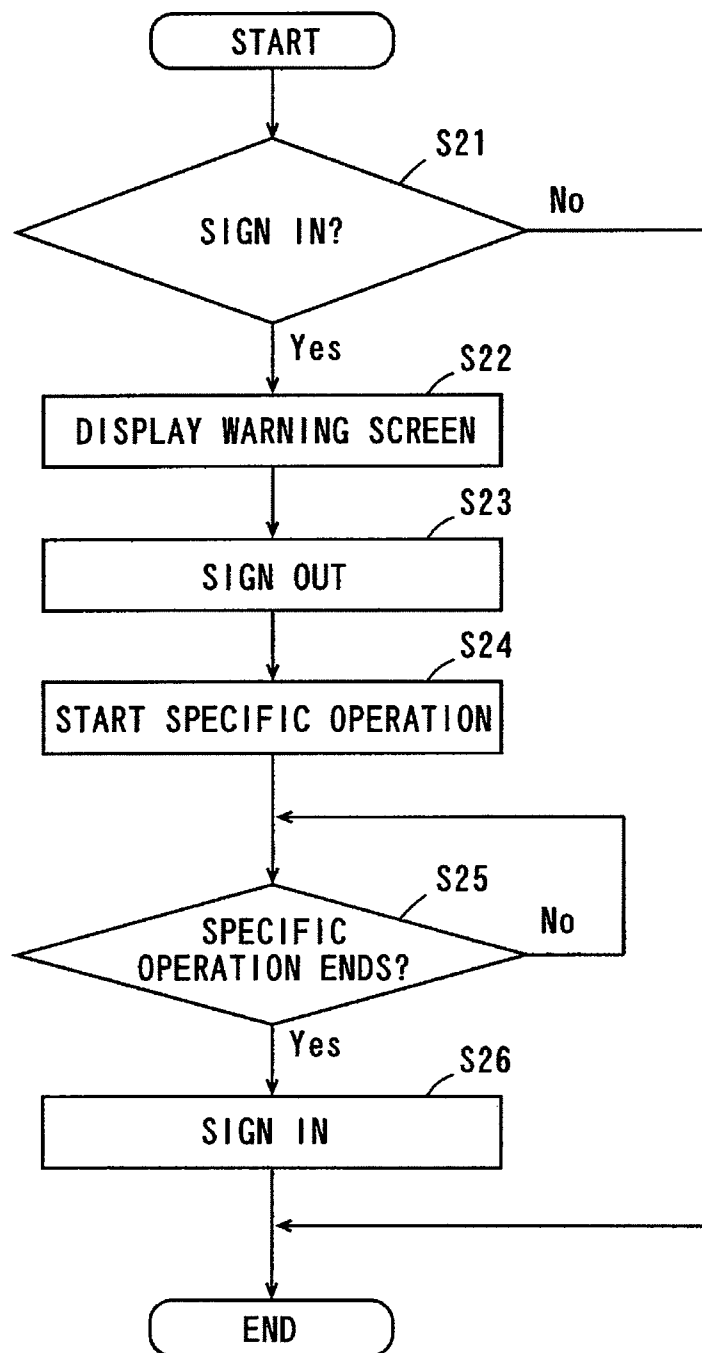 START
S21
SIGN IN?
No
Yes
S22
DISPLAY WARNING SCREEN
S23
SIGN OUT
S24
START SPECIFIC OPERATION
S25
SPECIFIC
OPERATION ENDS?
No
Yes
S26
SIGN IN
END